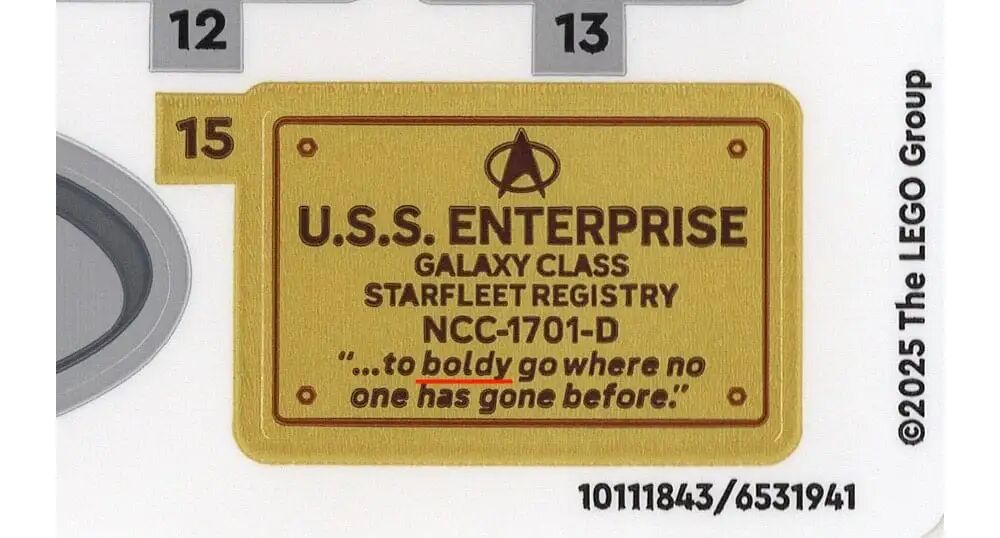 12
13
15
U.S.S. ENTERPRISE
GALAXY CLASS
STARFLEET REGISTRY
NCC-1701-D
“...to boldy go where no
one has gone before.”
10111843/6531941
©2025 The LEGO Group